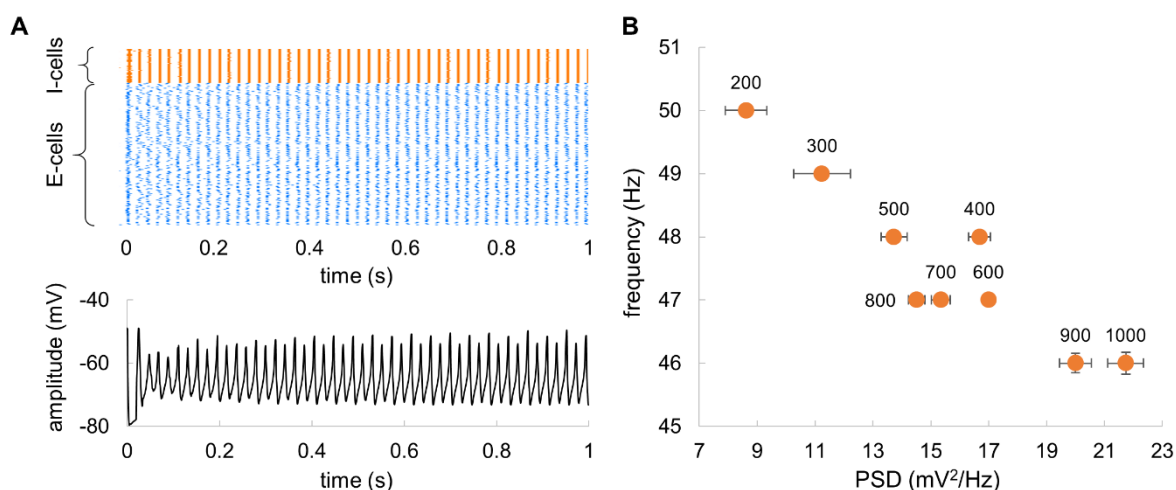 A
I-cells
E-cells
0 0.2 0.4 0.6 0.8 1
time (s)
-40
-60
-80
amplitude (mV)
0 0.2 0.4 0.6 0.8 1
time (s)
B
51
50
49
48
47
46
45
frequency (Hz)
200
300
500 400
800 700 600
900 1000
7 9 11 13 15 17 19 21 23
PSD (mV²/Hz)